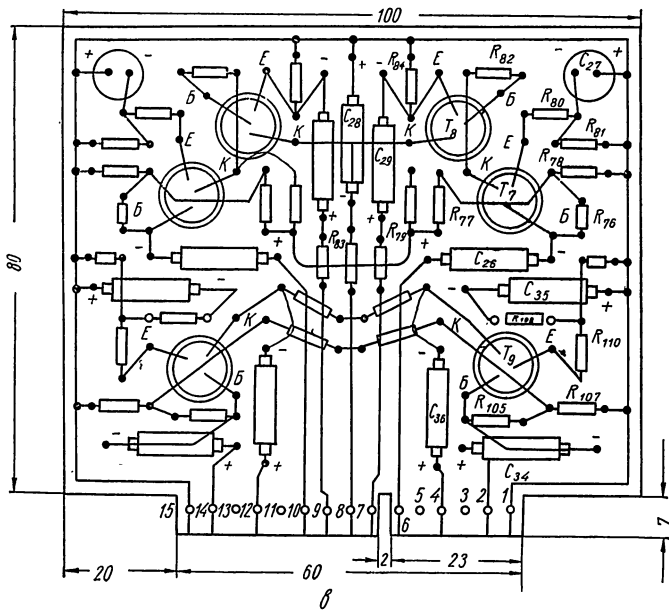 100
+ - - + - R84 Е R82 - C27 +
Е Б К C28 C29 К T8 Б R80 Е R81
Е К + - + К R78
Б + R83 R79 + R77 T7 Б R76
80
- - C26 -
+ - - C35 +
R108
Е К К T9 Е R110
- Б - Б R107
R105
- + + C36 + + C34 -
15 14 13 12 11 10 9 8 7 6 5 4 3 2 1
7
20 60 2 23
в